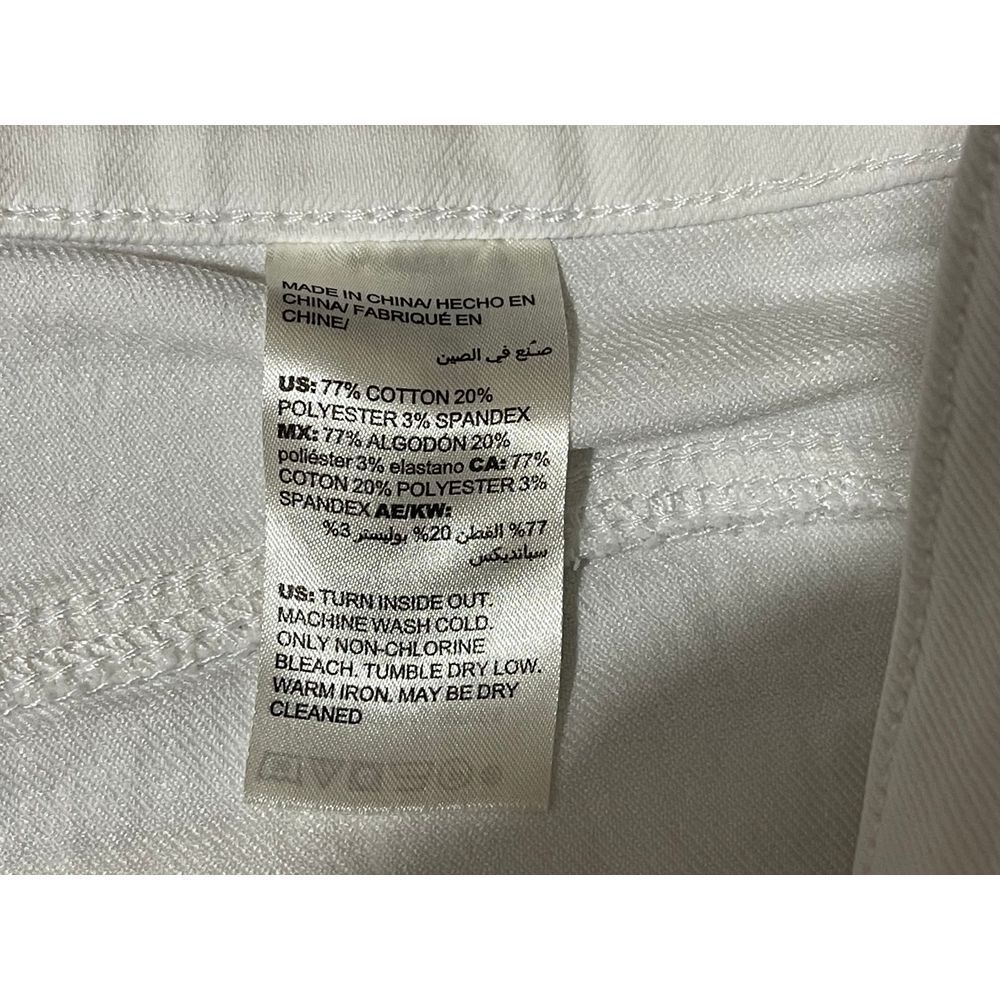 MADE IN CHINA/ HECHO EN
CHINA/ FABRIQUÉ EN
CHINE/
صنّع في الصين
US: 77% COTTON 20%
POLYESTER 3% SPANDEX
MX: 77% ALGODÓN 20%
poliéster 3% elastano CA: 77%
COTON 20% POLYESTER 3%
SPANDEX AE/KW:
77% القطن 20% بوليستر 3%
سبانديكس
US: TURN INSIDE OUT.
MACHINE WASH COLD.
ONLY NON-CHLORINE
BLEACH. TUMBLE DRY LOW.
WARM IRON. MAY BE DRY
CLEANED